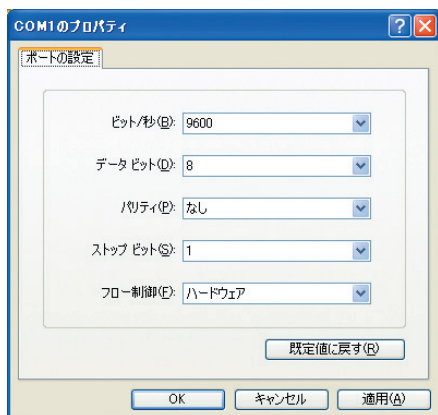 COM1のプロパティ
ポートの設定
ビット/秒(B): 9600
データ ビット(D): 8
パリティ(P): なし
ストップ ビット(S): 1
フロー制御(F): ハードウェア
既定値に戻す(R)
OK キャンセル 適用(A)